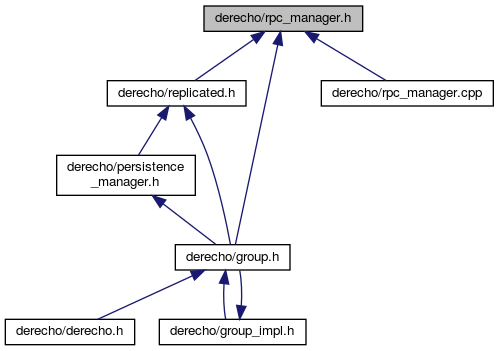 derecho/rpc_manager.h
derecho/replicated.h
derecho/rpc_manager.cpp
derecho/persistence
_manager.h
derecho/group.h
derecho/derecho.h
derecho/group_impl.h